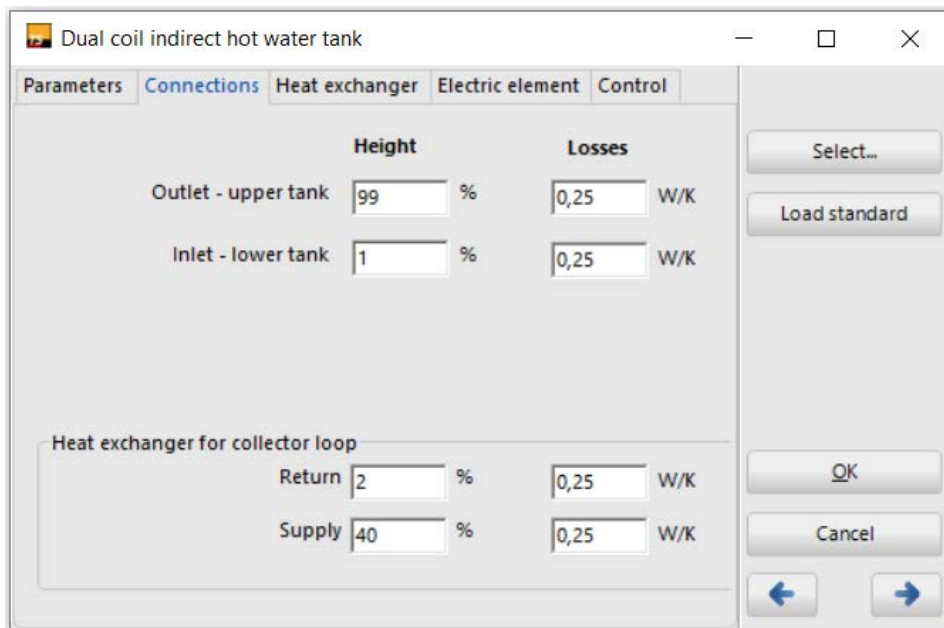 TS Dual coil indirect hot water tank
Parameters Connections Heat exchanger Electric element Control
Height Losses
Outlet - upper tank 99 % 0,25 W/K
Inlet - lower tank 1 % 0,25 W/K
Heat exchanger for collector loop
Return 2 % 0,25 W/K
Supply 40 % 0,25 W/K
Select...
Load standard
OK
Cancel